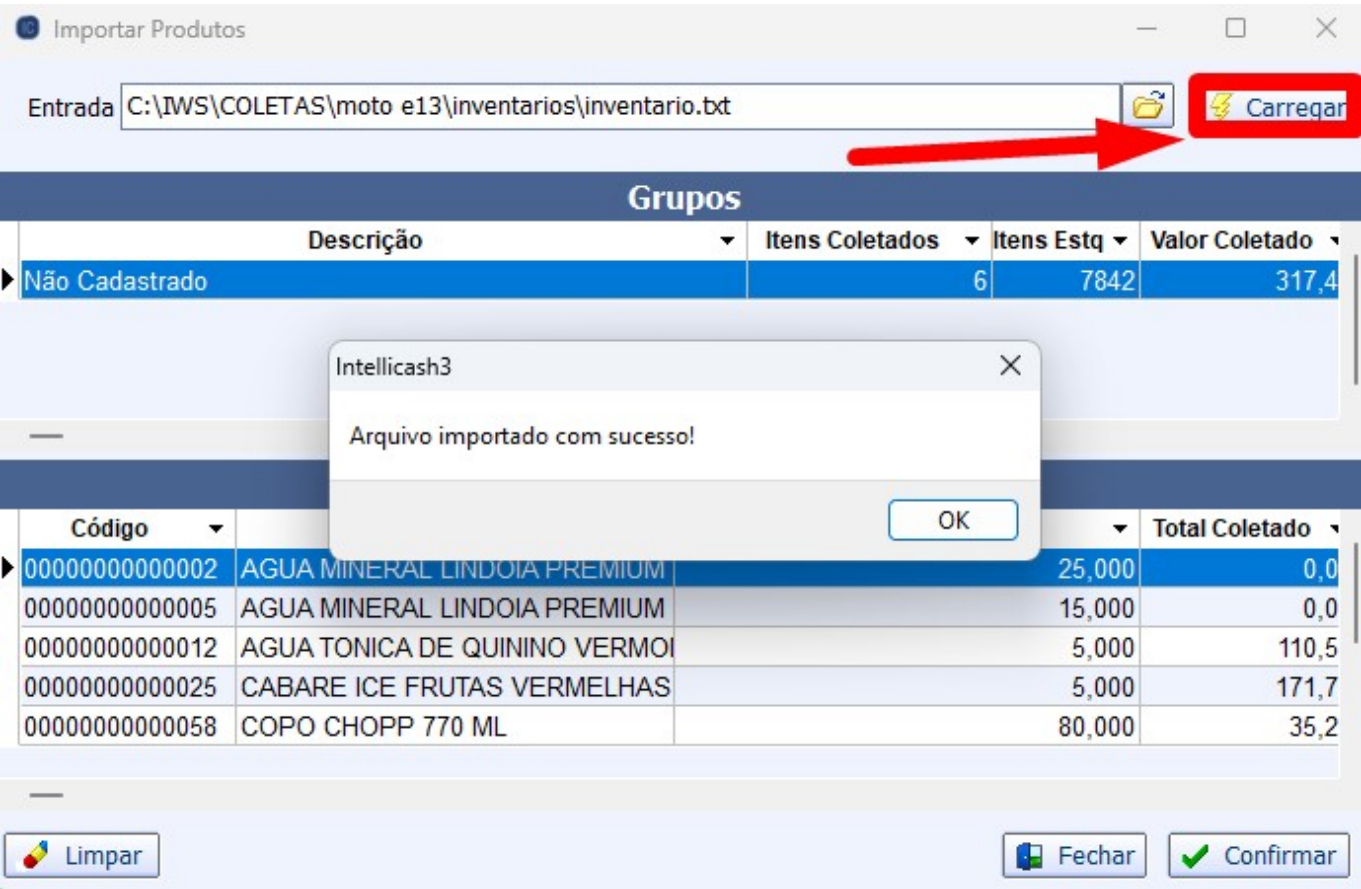 Importar Produtos
Entrada C:\IWS\COLETAS\moto e13\inventarios\inventario.txt Carregar
Grupos
Descrição Itens Coletados Itens Estq Valor Coletado
Não Cadastrado 6 7842 317,4
Intellicash3
Arquivo importado com sucesso!
OK
Código Total Coletado
00000000000002 AGUA MINERAL LINDOIA PREMIUM 25,000 0,0
00000000000005 AGUA MINERAL LINDOIA PREMIUM 15,000 0,0
00000000000012 AGUA TONICA DE QUININO VERMO 5,000 110,5
00000000000025 CABARE ICE FRUTAS VERMELHAS 5,000 171,7
00000000000058 COPO CHOPP 770 ML 80,000 35,2
Limpar Fechar Confirmar